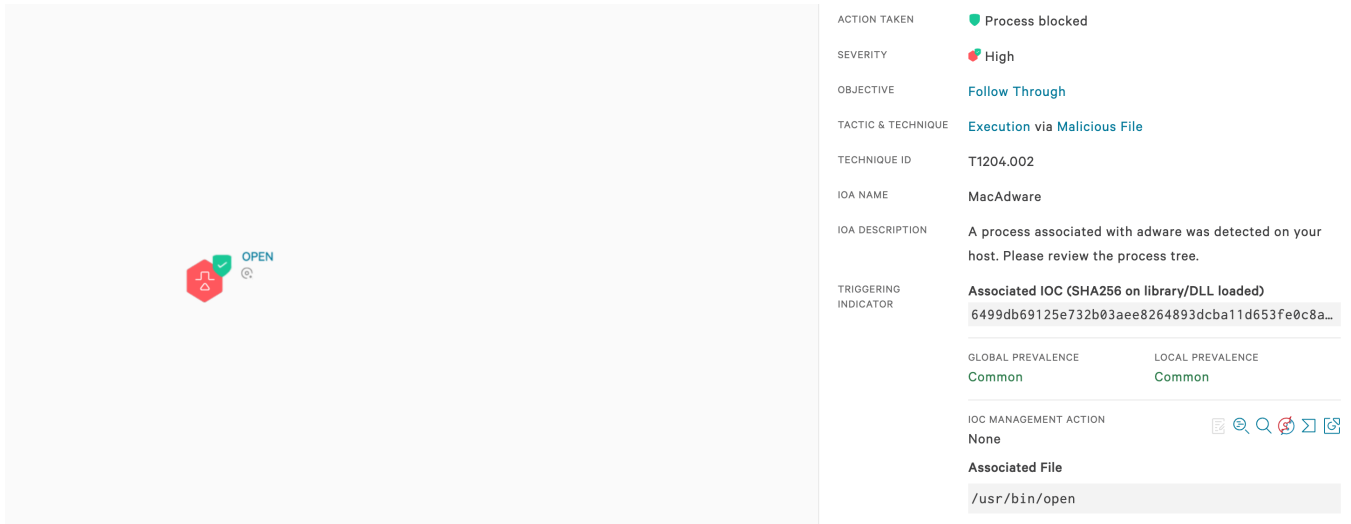 OPEN
ACTION TAKEN
Process blocked
SEVERITY
High
OBJECTIVE
Follow Through
TACTIC & TECHNIQUE
Execution via Malicious File
TECHNIQUE ID
T1204.002
IOA NAME
MacAdware
IOA DESCRIPTION
A process associated with adware was detected on your
host. Please review the process tree.
TRIGGERING
INDICATOR
Associated IOC (SHA256 on library/DLL loaded)
6499db69125e732b03aee8264893dcba11d653fe0c8a…
GLOBAL PREVALENCE
Common
LOCAL PREVALENCE
Common
IOC MANAGEMENT ACTION
None
Associated File
/usr/bin/open